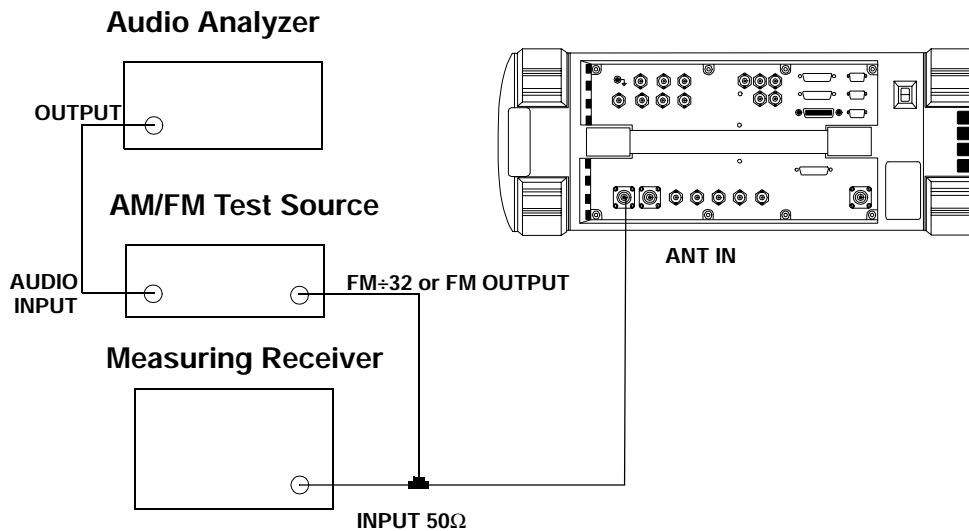 Audio Analyzer
OUTPUT
AM/FM Test Source
ANT IN
AUDIO
INPUT
FM÷32 or FM OUTPUT
Measuring Receiver
INPUT 50Ω